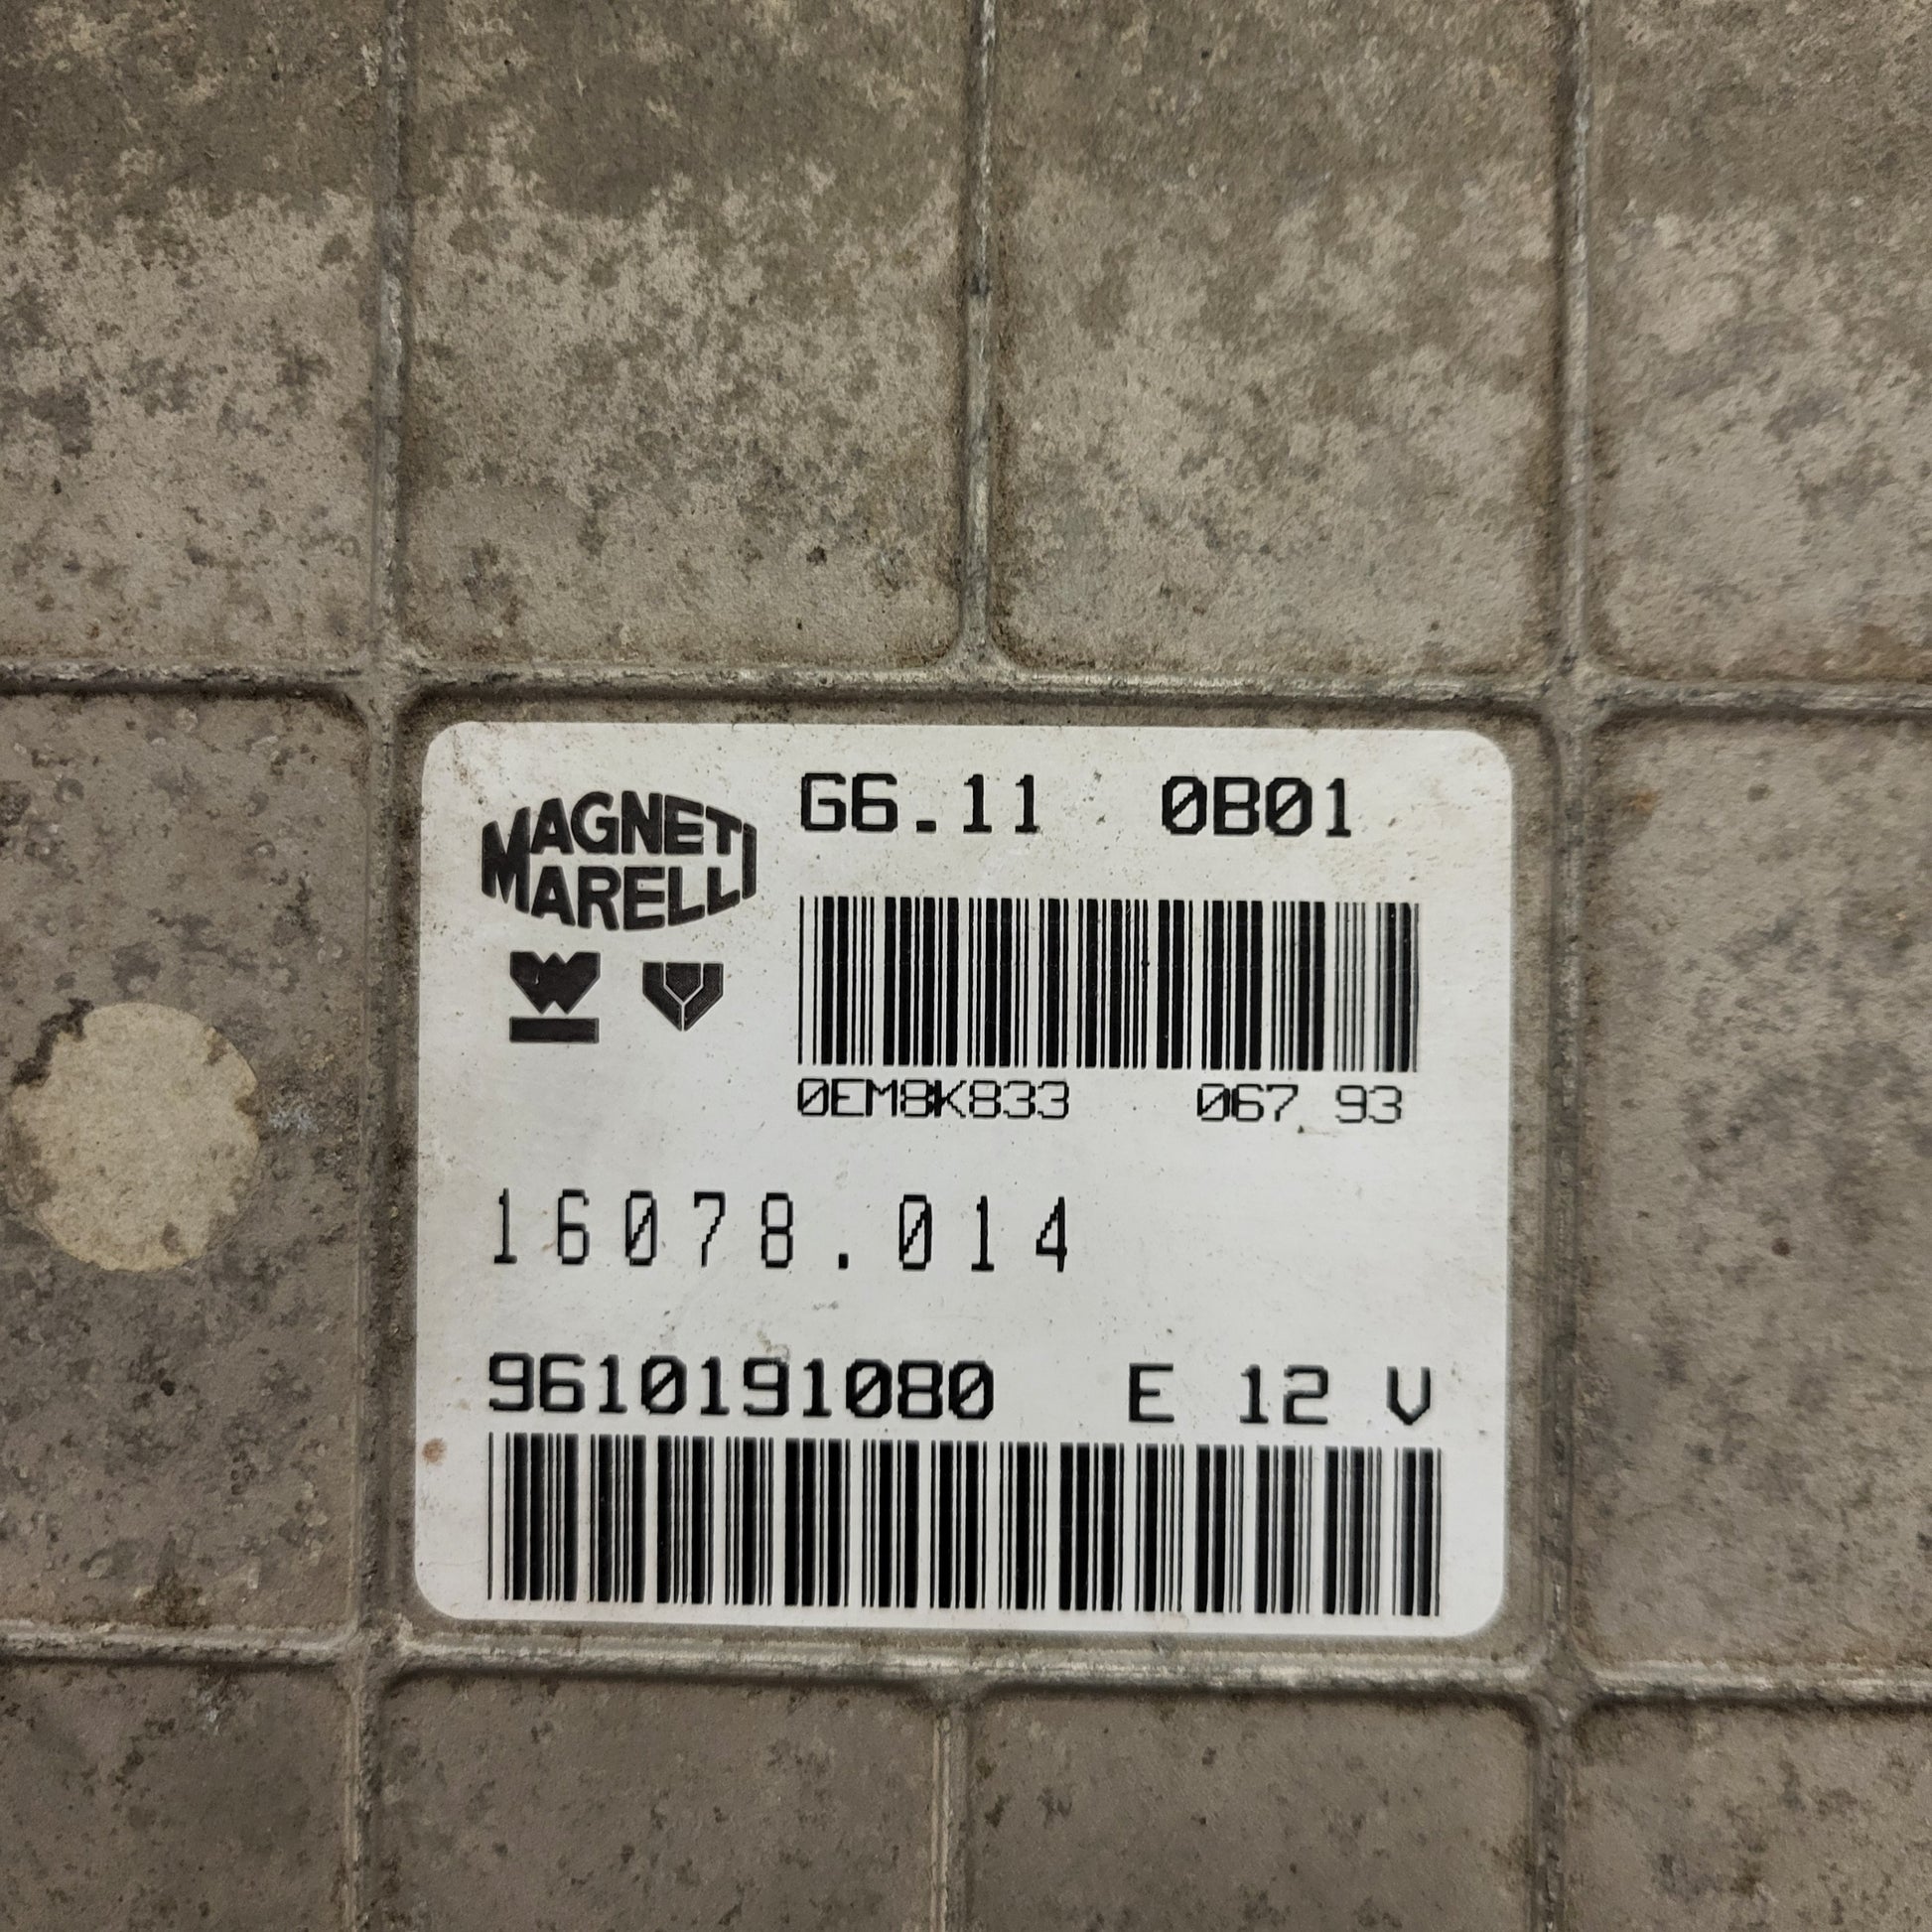 MAGNETI
MARELLI
G6.11 0B01
0EM8K833 067 93
16078.014
9610191080 E 12 V